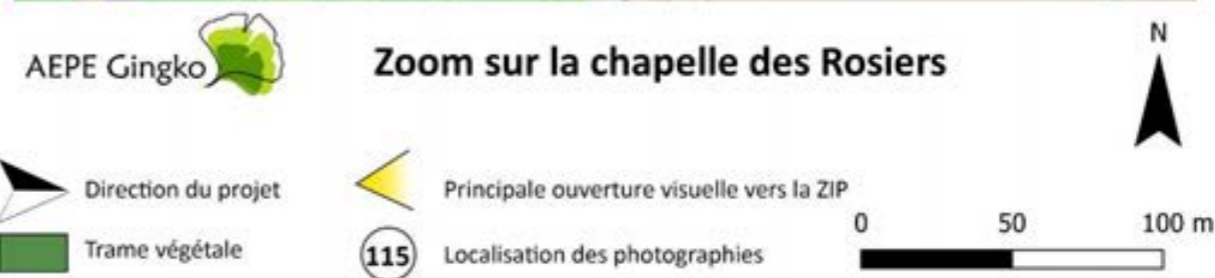 AEPE Gingko
Zoom sur la chapelle des Rosiers
N
Direction du projet
Principale ouverture visuelle vers la ZIP
Trame végétale
115
Localisation des photographies
0 50 100 m